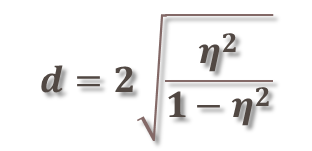 d = 2 √(η² / (1 − η²))